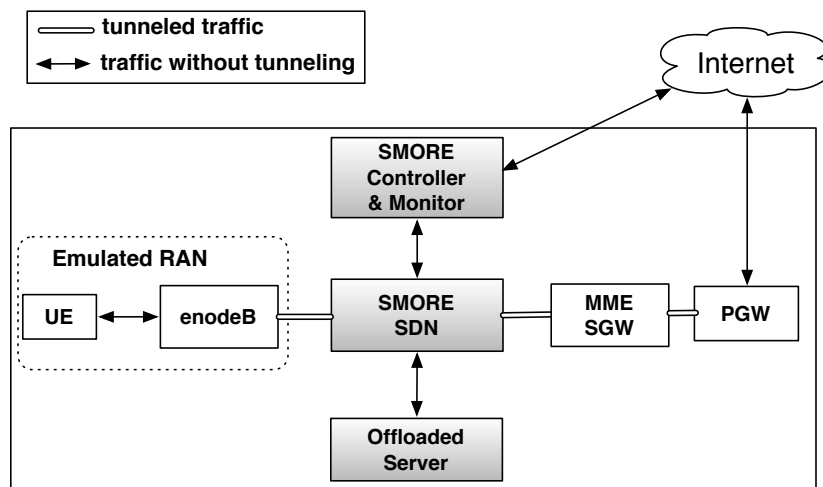 tunneled traffic
traffic without tunneling
Internet
SMORE
Controller
& Monitor
Emulated RAN
UE
enodeB
SMORE
SDN
MME
SGW
PGW
Offloaded
Server